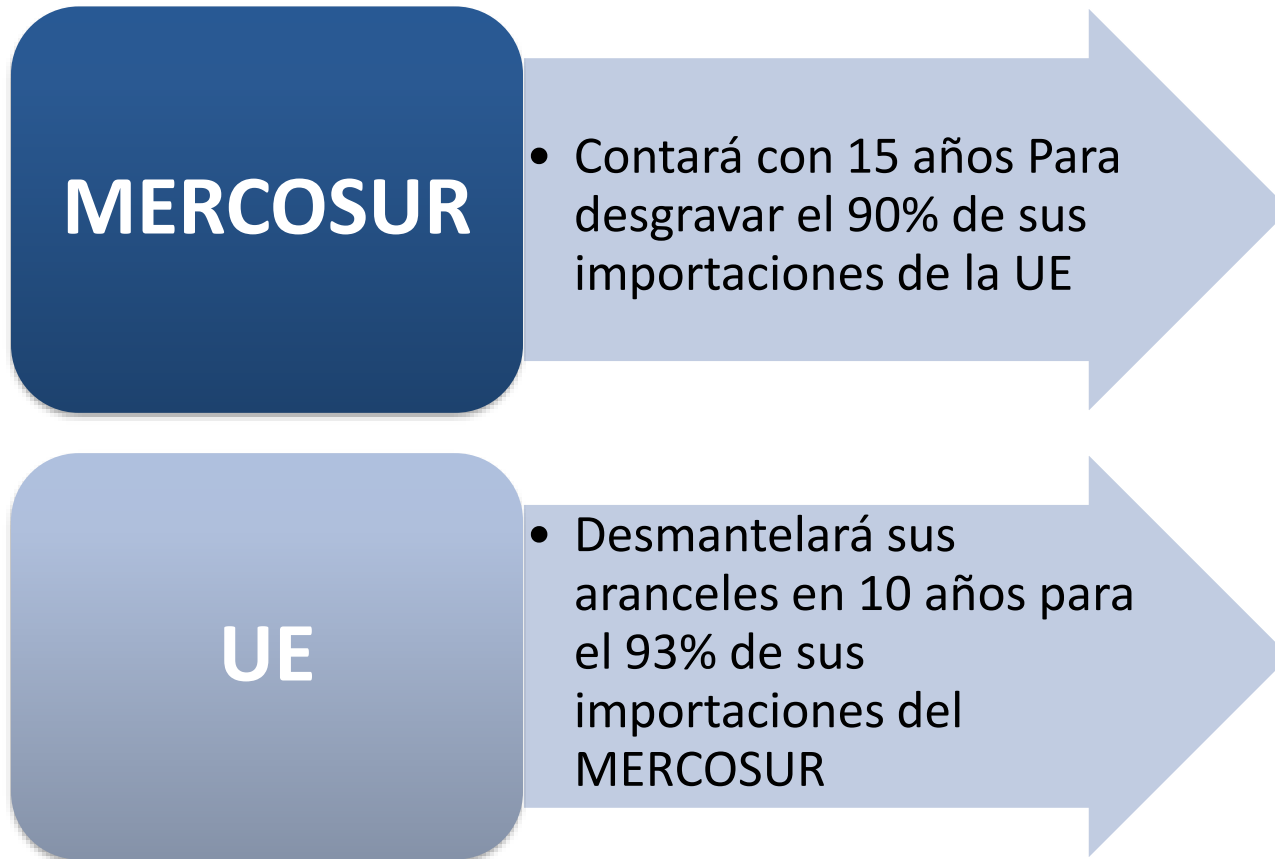 MERCOSUR
• Contará con 15 años Para
desgravar el 90% de sus
importaciones de la UE
UE
• Desmantelará sus
aranceles en 10 años para
el 93% de sus
importaciones del
MERCOSUR